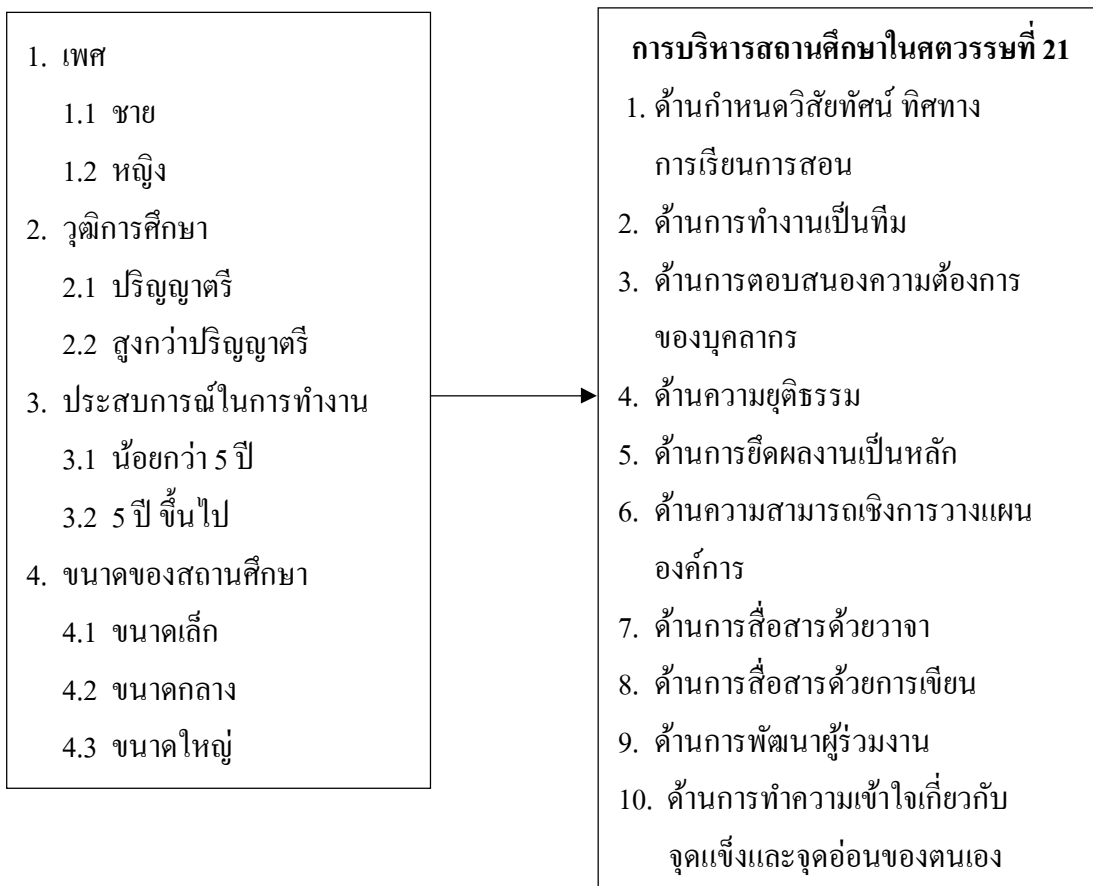 1. เพศ
1.1 ชาย
1.2 หญิง
2. วุฒิการศึกษา
2.1 ปริญญาตรี
2.2 สูงกว่าปริญญาตรี
3. ประสบการณ์ในการทำงาน
3.1 น้อยกว่า 5 ปี
3.2 5 ปี ขึ้นไป
4. ขนาดของสถานศึกษา
4.1 ขนาดเล็ก
4.2 ขนาดกลาง
4.3 ขนาดใหญ่
การบริหารสถานศึกษาในศตวรรษที่ 21
1. ด้านกำหนดวิสัยทัศน์ ทิศทาง
การเรียนการสอน
2. ด้านการทำงานเป็นทีม
3. ด้านการตอบสนองความต้องการ
ของบุคลากร
4. ด้านความยุติธรรม
5. ด้านการยึดผลงานเป็นหลัก
6. ด้านความสามารถเชิงการวางแผน
องค์การ
7. ด้านการสื่อสารด้วยวาจา
8. ด้านการสื่อสารด้วยการเขียน
9. ด้านการพัฒนาผู้ร่วมงาน
10. ด้านการทำความเข้าใจเกี่ยวกับ
จุดแข็งและจุดอ่อนของตนเอง